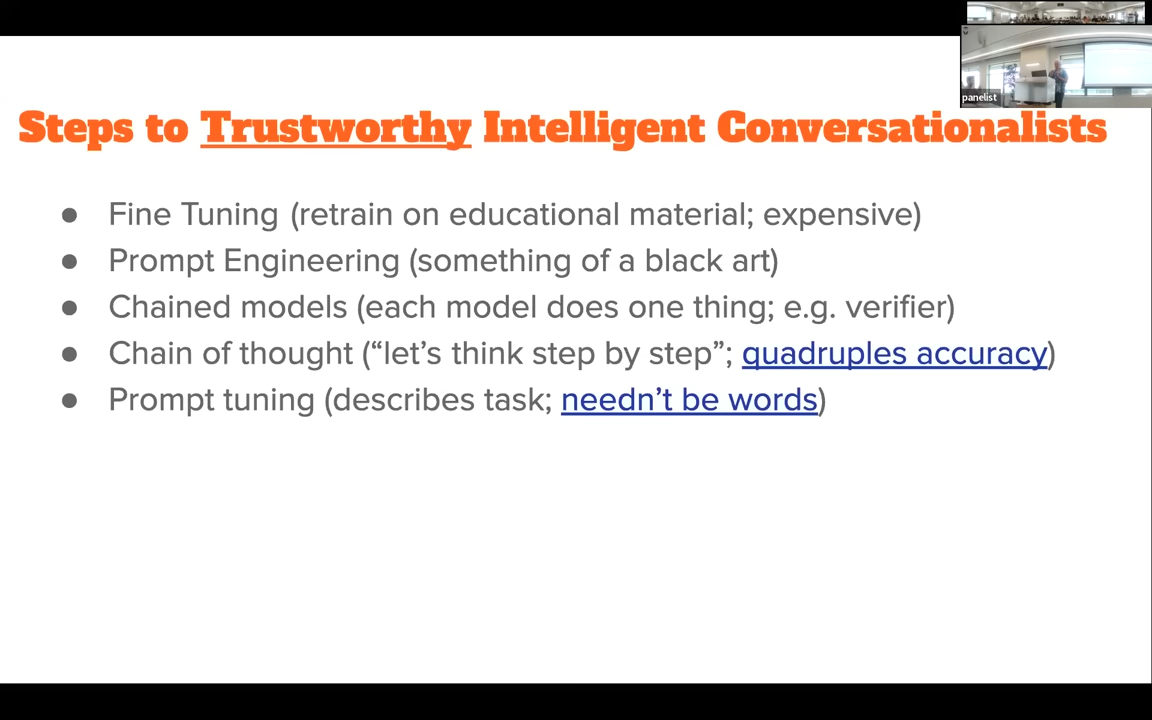 panelist
Steps to Trustworthy Intelligent Conversationalists
● Fine Tuning (retrain on educational material; expensive)
● Prompt Engineering (something of a black art)
● Chained models (each model does one thing; e.g. verifier)
● Chain of thought (“let’s think step by step”; quadruples accuracy)
● Prompt tuning (describes task; needn’t be words)